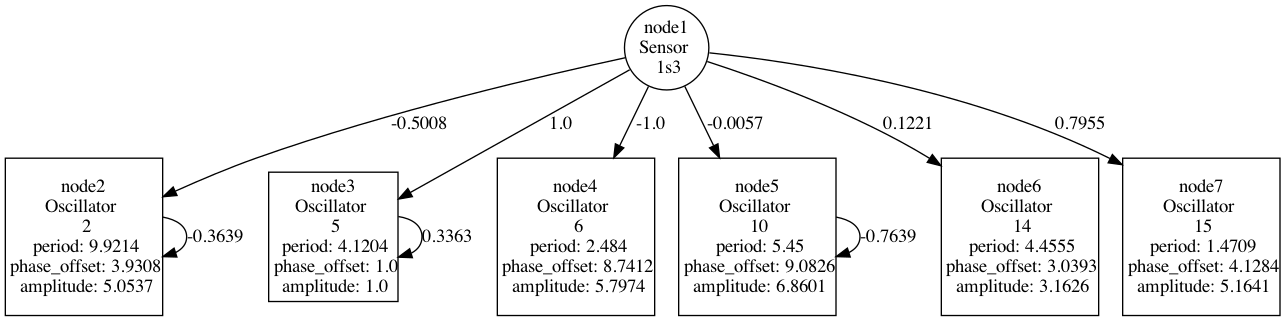 node1
Sensor
1s3
-0.5008
1.0
-1.0
-0.0057
0.1221
0.7955
node2
Oscillator
2
period: 9.9214
phase_offset: 3.9308
amplitude: 5.0537
-0.3639
node3
Oscillator
5
period: 4.1204
phase_offset: 1.0
amplitude: 1.0
0.3363
node4
Oscillator
6
period: 2.484
phase_offset: 8.7412
amplitude: 5.7974
node5
Oscillator
10
period: 5.45
phase_offset: 9.0826
amplitude: 6.8601
-0.7639
node6
Oscillator
14
period: 4.4555
phase_offset: 3.0393
amplitude: 3.1626
node7
Oscillator
15
period: 1.4709
phase_offset: 4.1284
amplitude: 5.1641